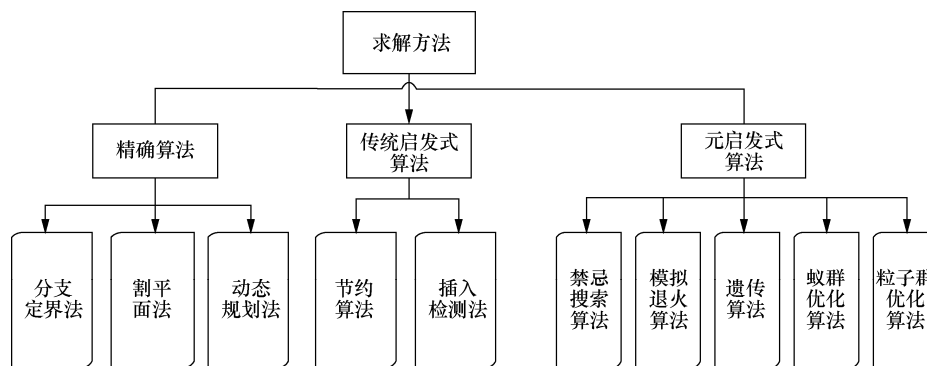 求解方法
精确算法
传统启发式
算法
元启发式
算法
分支
定界法
割平
面法
动态
规划法
节约
算法
插入
检测法
禁忌
搜索
算法
模拟
退火
算法
遗传
算法
蚁群
优化
算法
粒子群
优化
算法